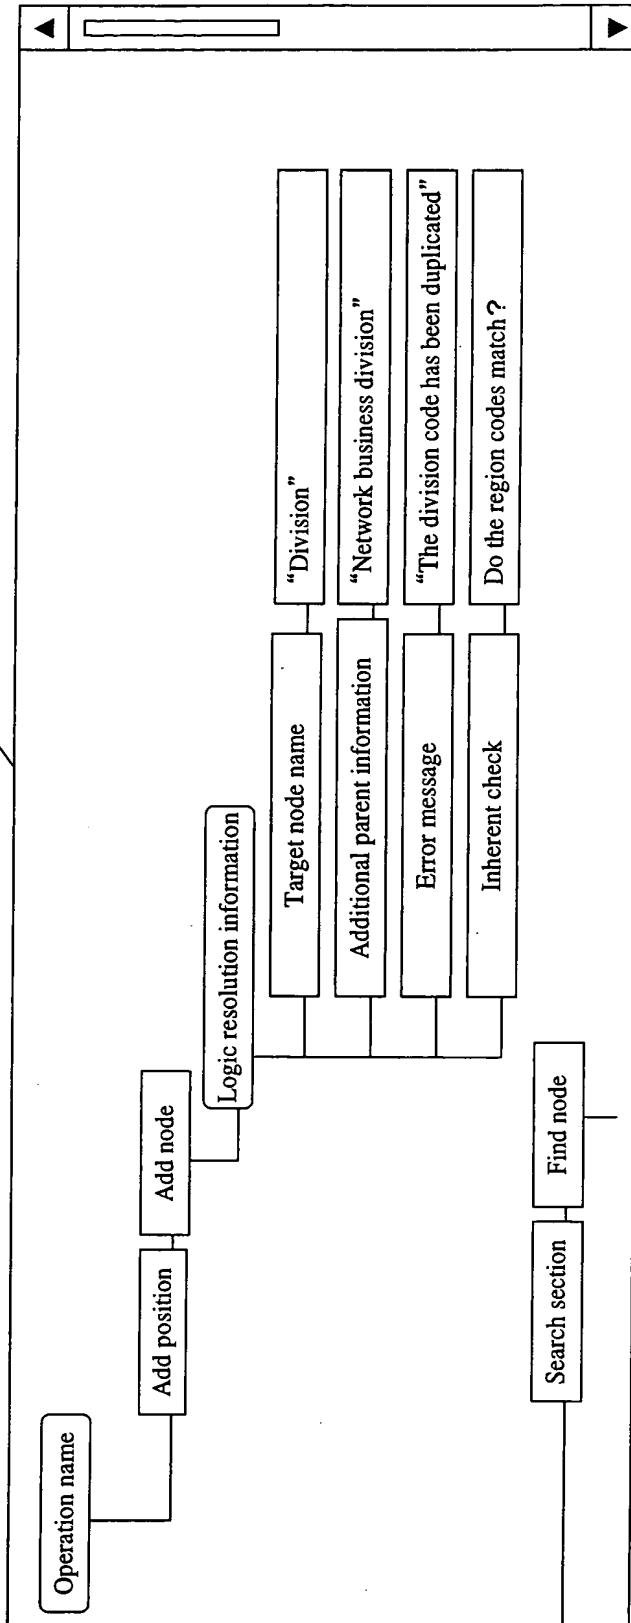 Operation name
Add position
Add node
Logic resolution information
Target node name
“Division”
Additional parent information
“Network business division”
Error message
“The division code has been duplicated”
Inherent check
Do the region codes match?
Search section
Find node